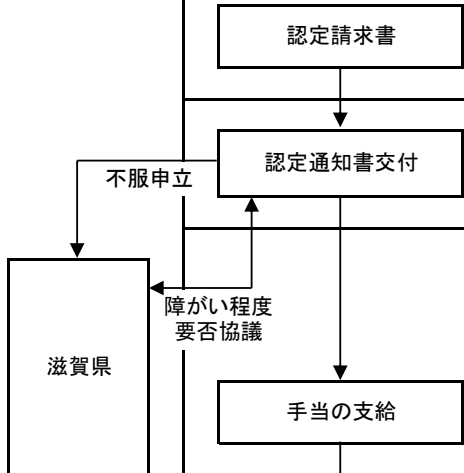 認定請求書
認定通知書交付
不服申立
障がい程度
要否協議
滋賀県
手当の支給